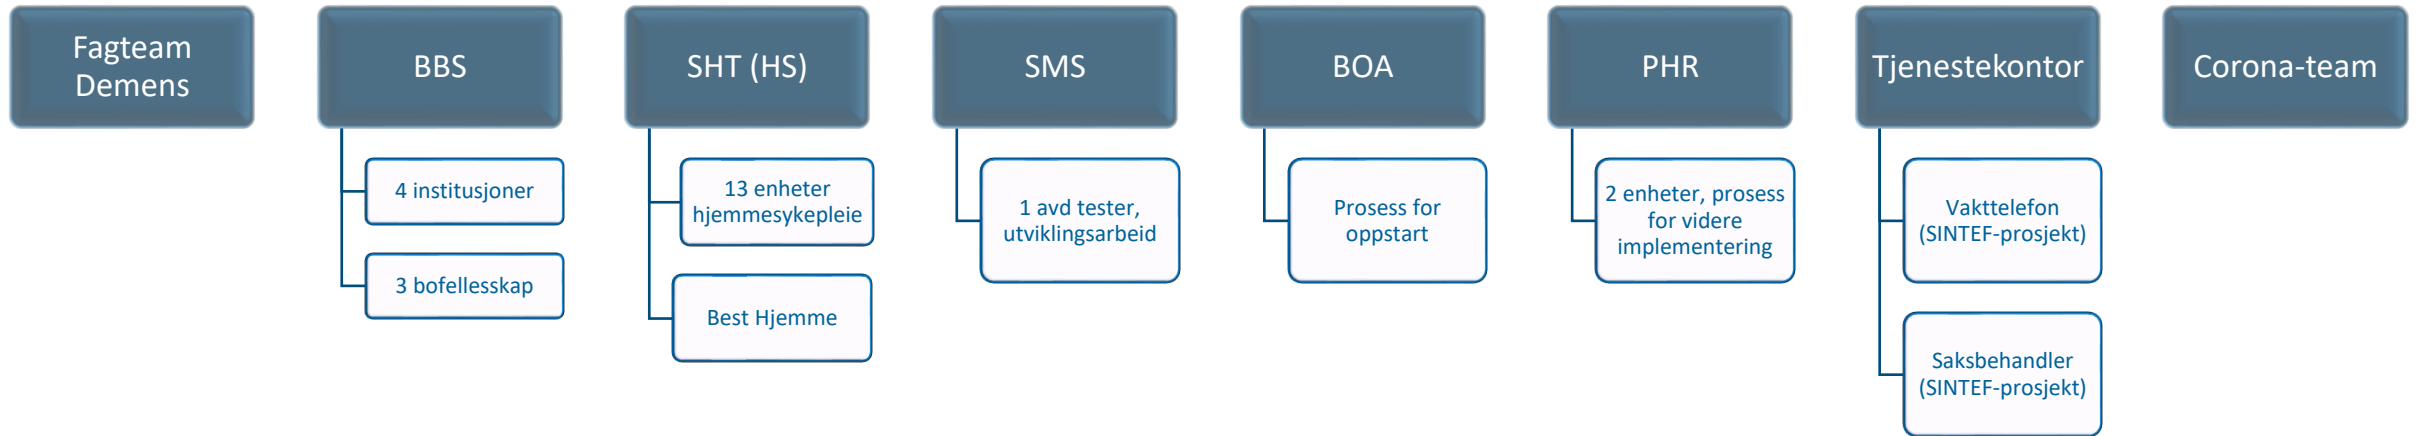 Fagteam
Demens
BBS
4 institusjoner
3 bofellesskap
SHT (HS)
13 enheter
hjemmesykepleie
Best Hjemme
SMS
1 avd tester,
utviklingsarbeid
BOA
Prosess for
oppstart
PHR
2 enheter, prosess
for videre
implementering
Tjenestekontor
Vakttelefon
(SINTEF-prosjekt)
Saksbehandler
(SINTEF-prosjekt)
Corona-team